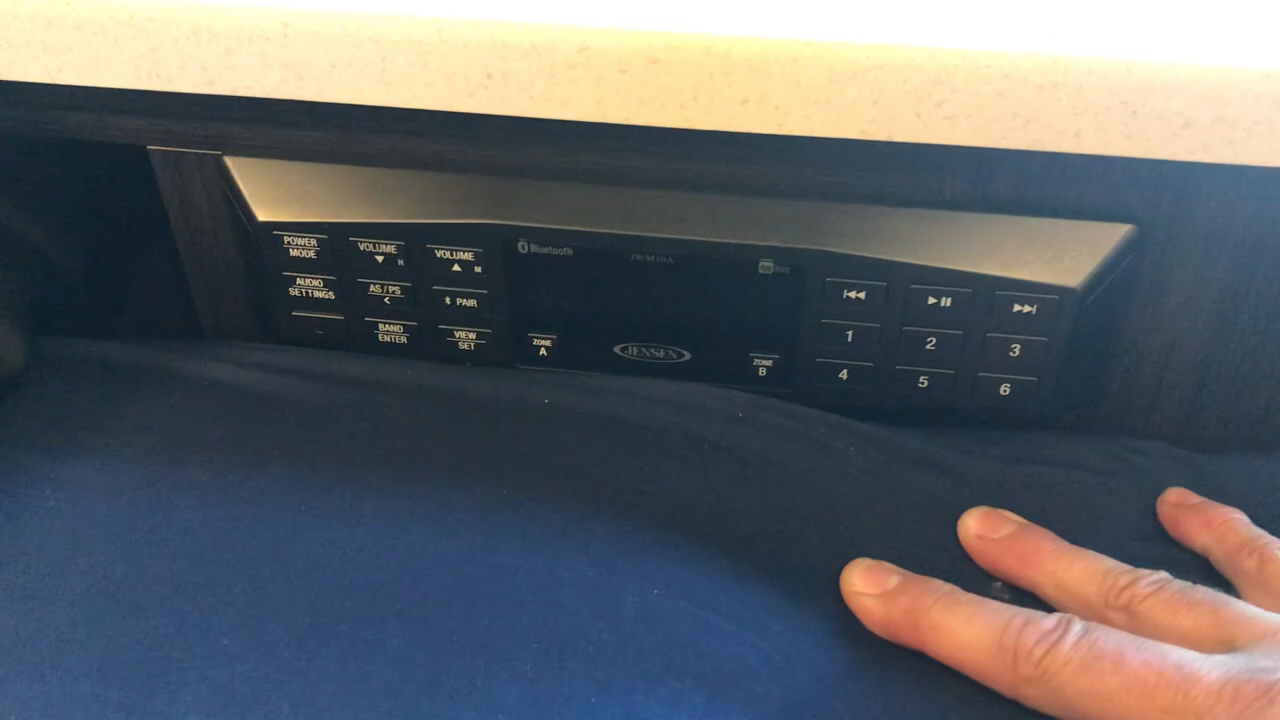 POWER
MODE
VOLUME
▼ H
VOLUME
▲ M
AUDIO
SETTINGS
AS/PS
<
PAIR
BAND
ENTER
VIEW
SET
Bluetooth
JWM10A
ZONE
A
JENSEN
ZONE
B
1
2
3
4
5
6